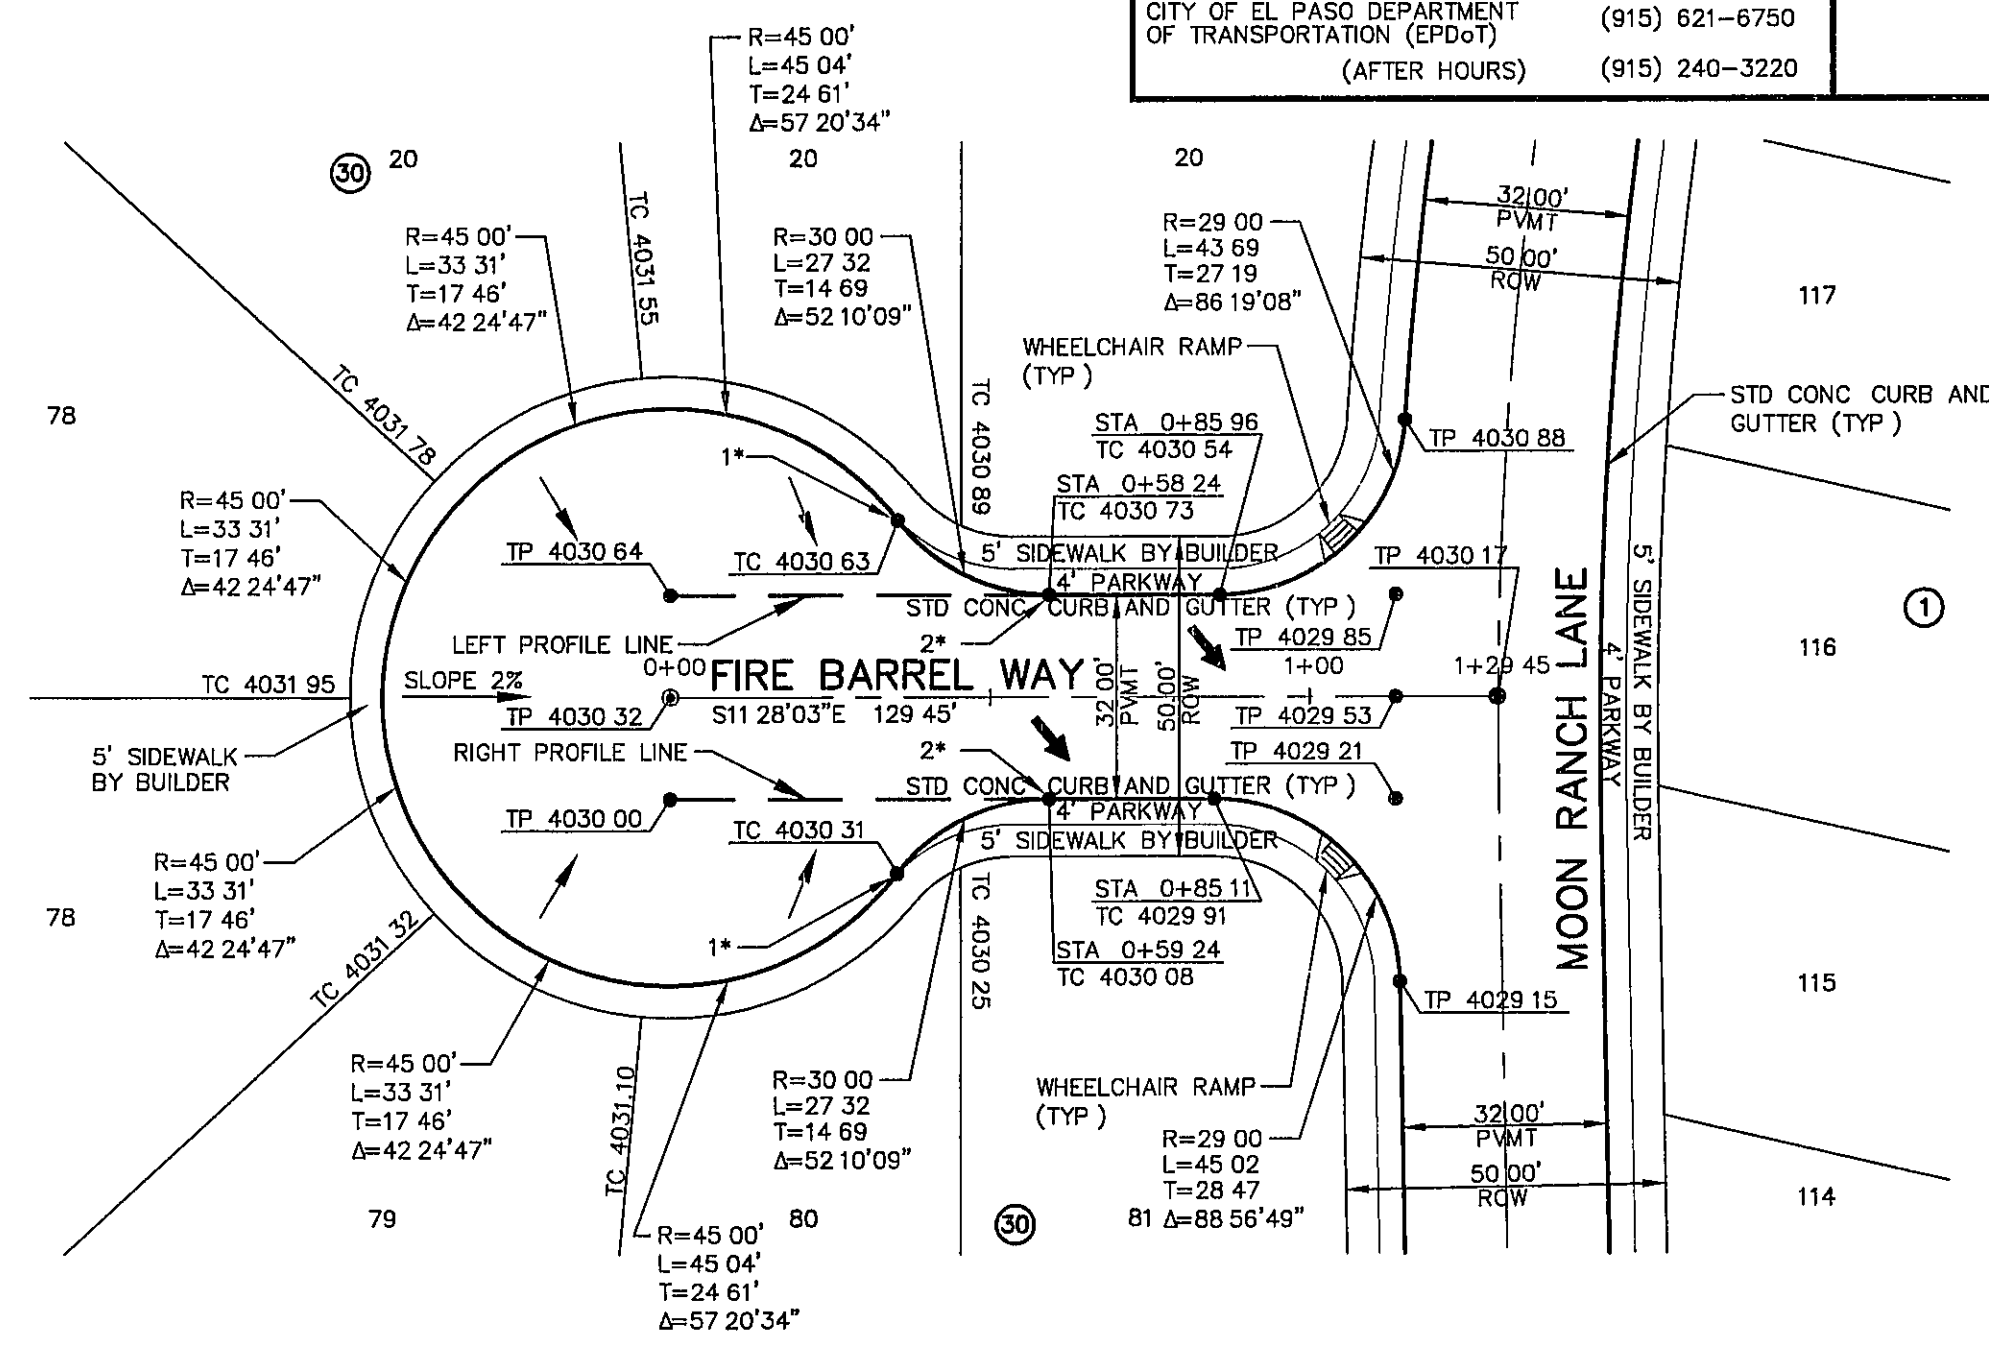 CITY OF EL PASO DEPARTMENT
OF TRANSPORTATION (EPDoT)
(915) 621-6750
(AFTER HOURS)
(915) 240-3220
R=45 00'
L=45 04'
T=24 61'
Δ=57 20'34"
30
20
20
20
R=45 00'
L=33 31'
T=17 46'
Δ=42 24'47"
TC 4031 55
R=30 00
L=27 32
T=14 69
Δ=52 10'09"
R=29 00
L=43 69
T=27 19
Δ=86 19'08"
32 00'
PVMT
50 00'
ROW
117
WHEELCHAIR RAMP
(TYP )
TC 4031 78
78
TC 4030 89
STD CONC CURB AND
GUTTER (TYP )
STA 0+85 96
TC 4030 54
TP 4030 88
1*
STA 0+58 24
TC 4030 73
R=45 00'
L=33 31'
T=17 46'
Δ=42 24'47"
TP 4030 64
TC 4030 63
5' SIDEWALK BY BUILDER
TP 4030 17
4' PARKWAY
STD CONC CURB AND GUTTER (TYP )
LEFT PROFILE LINE
2*
TP 4029 85
1
116
0+00
FIRE BARREL WAY
1+00
1+29 45
TC 4031 95
SLOPE 2%
TP 4030 32
S11 28'03"E 129 45'
32 00'
PVMT
50.00'
ROW
TP 4029 53
MOON RANCH LANE
4' PARKWAY
5' SIDEWALK BY BUILDER
5' SIDEWALK
BY BUILDER
RIGHT PROFILE LINE
2*
TP 4029 21
STD CONC CURB AND GUTTER (TYP )
TP 4030 00
TC 4030 31
4' PARKWAY
5' SIDEWALK BY BUILDER
R=45 00'
L=33 31'
T=17 46'
Δ=42 24'47"
78
TC 4031 32
1*
TC 4030 25
STA 0+85 11
TC 4029 91
STA 0+59 24
TC 4030 08
TP 4029 15
115
R=45 00'
L=33 31'
T=17 46'
Δ=42 24'47"
TC 4031.10
R=30 00
L=27 32
T=14 69
Δ=52 10'09"
WHEELCHAIR RAMP
(TYP )
R=29 00
L=45 02
T=28 47
Δ=88 56'49"
32 00'
PVMT
50 00'
ROW
114
79
80
30
81
R=45 00'
L=45 04'
T=24 61'
Δ=57 20'34"